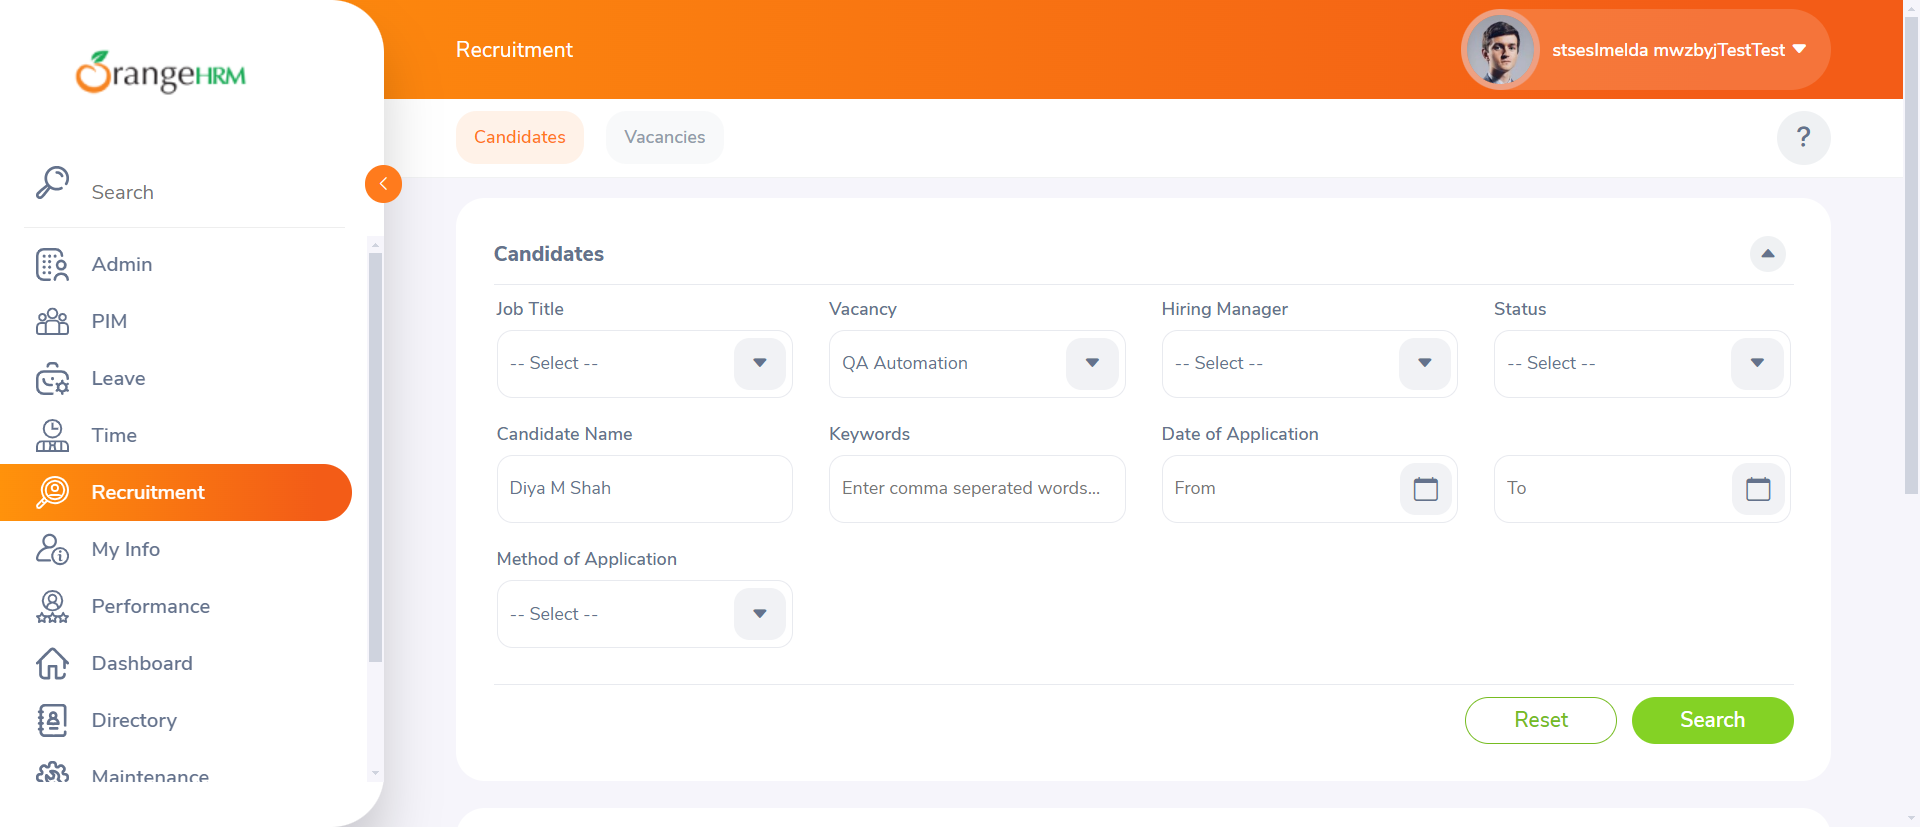 OrangeHRM
Recruitment
stseslmelda mwzbyjTestTest
Candidates
Vacancies
?
Search
Admin
PIM
Leave
Time
Recruitment
My Info
Performance
Dashboard
Directory
Maintenance
Candidates
Job Title
Vacancy
Hiring Manager
Status
-- Select --
QA Automation
-- Select --
-- Select --
Candidate Name
Keywords
Date of Application
Diya M Shah
Enter comma seperated words...
From
To
Method of Application
-- Select --
Reset
Search